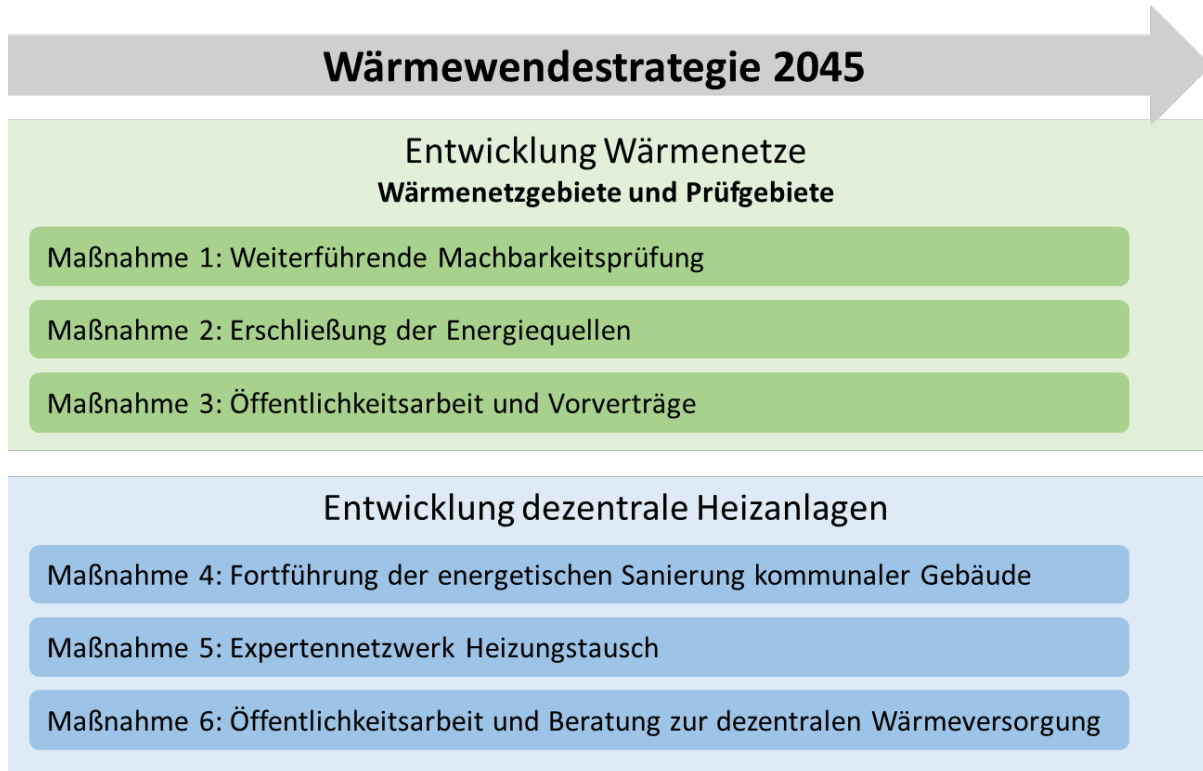 Wärmewendestrategie 2045
Entwicklung Wärmenetze
Wärmenetzgebiete und Prüfgebiete
Maßnahme 1: Weiterführende Machbarkeitsprüfung
Maßnahme 2: Erschließung der Energiequellen
Maßnahme 3: Öffentlichkeitsarbeit und Vorverträge
Entwicklung dezentrale Heizanlagen
Maßnahme 4: Fortführung der energetischen Sanierung kommunaler Gebäude
Maßnahme 5: Expertennetzwerk Heizungstausch
Maßnahme 6: Öffentlichkeitsarbeit und Beratung zur dezentralen Wärmeversorgung